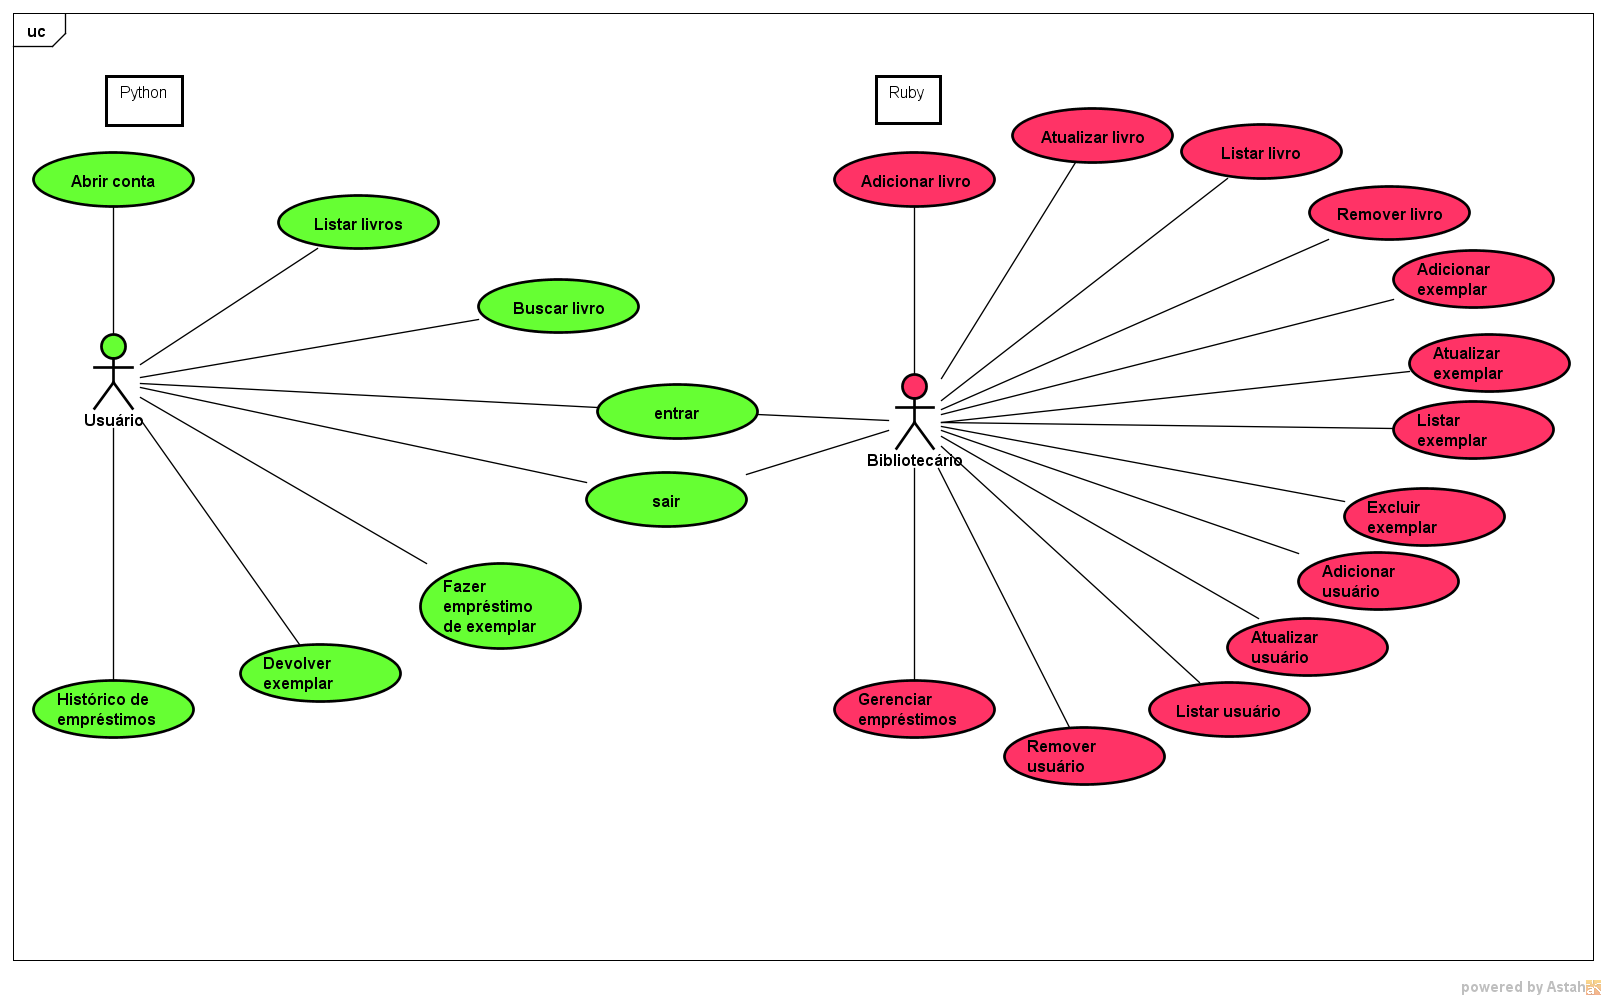 uc
Python
Ruby
Abrir conta
Listar livros
Buscar livro
entrar
sair
Usuário
Fazer
empréstimo
de exemplar
Devolver
exemplar
Histórico de
empréstimos
Adicionar livro
Atualizar livro
Listar livro
Remover livro
Adicionar
exemplar
Atualizar
exemplar
Listar
exemplar
Bibliotecário
Excluir
exemplar
Adicionar
usuário
Atualizar
usuário
Listar usuário
Remover
usuário
Gerenciar
empréstimos
powered by Astah